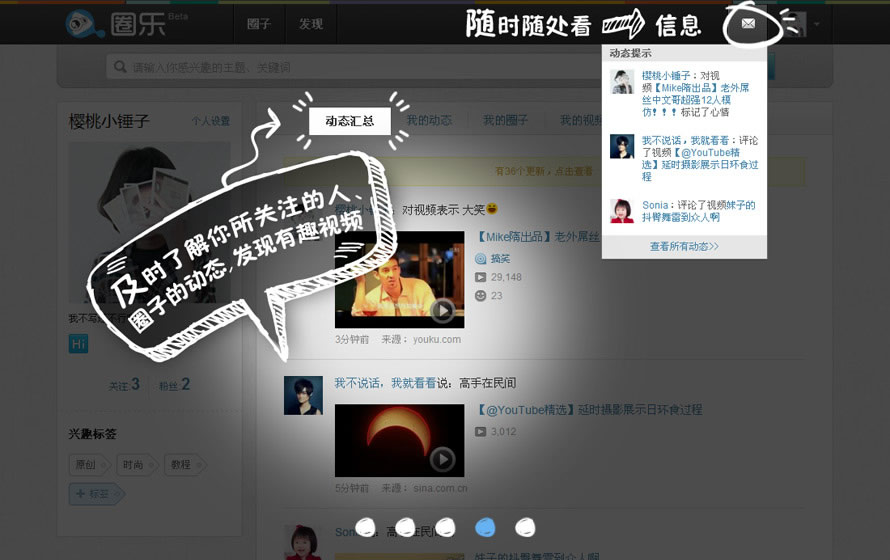 圈乐 Beta
圈子
发现
随时随处看 信息
请输入你感兴趣的主题、关键词
动态提示
樱桃小锤子：对视
频【Mike隋出品】老外屌
丝中文哥超强12人模
仿！！！标记了心情
我不说话，我就看看：评论
了视频【@YouTube精
选】延时摄影展示日环食过
程
Sonia：评论了视频妹子的
抖臀舞雷到众人啊
查看所有动态>>
樱桃小锤子
个人设置
动态汇总
我的动态
我的圈子
我的视频
有36个更新，点击查看
及时了解你所关注的人、
圈子的动态,发现有趣视频
对视频表示 大笑
【Mike隋出品】老外屌丝
搞笑
29,148
23
3分钟前 来源：youku.com
Hi
关注 3
粉丝 2
我不说话，我就看看说：高手在民间
【@YouTube精选】延时摄影展示日环食过程
3,012
5分钟前 来源：sina.com.cn
兴趣标签
原创
时尚
教程
+ 标签
高手在民间
妹子的抖臀舞雷到众人啊